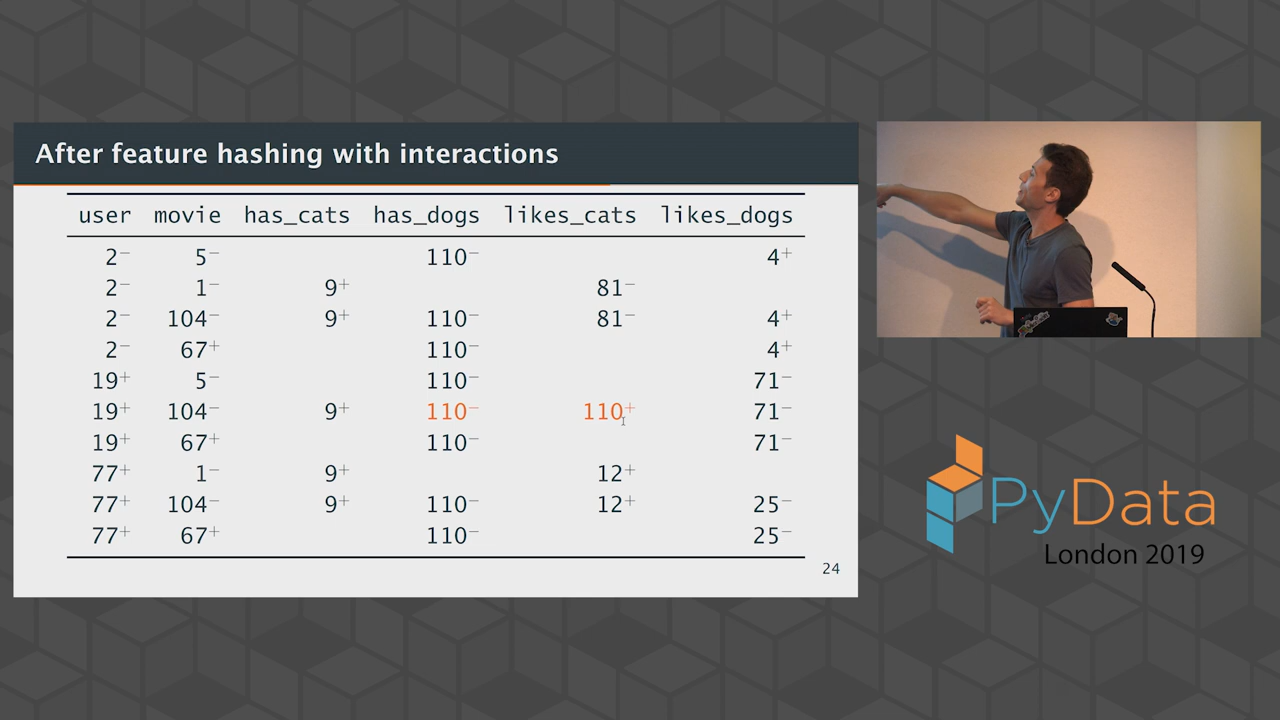 After feature hashing with interactions
user movie has_cats has_dogs likes_cats likes_dogs
2⁻ 5⁻ 110⁻ 4⁺
2⁻ 1⁻ 9⁺ 81⁻
2⁻ 104⁻ 9⁺ 110⁻ 81⁻ 4⁺
2⁻ 67⁺ 110⁻ 4⁺
19⁺ 5⁻ 110⁻ 71⁻
19⁺ 104⁻ 9⁺ 110⁻ 110⁺ 71⁻
19⁺ 67⁺ 110⁻ 71⁻
77⁺ 1⁻ 9⁺ 12⁺
77⁺ 104⁻ 9⁺ 110⁻ 12⁺ 25⁻
77⁺ 67⁺ 110⁻ 25⁻
24
PyData
London 2019